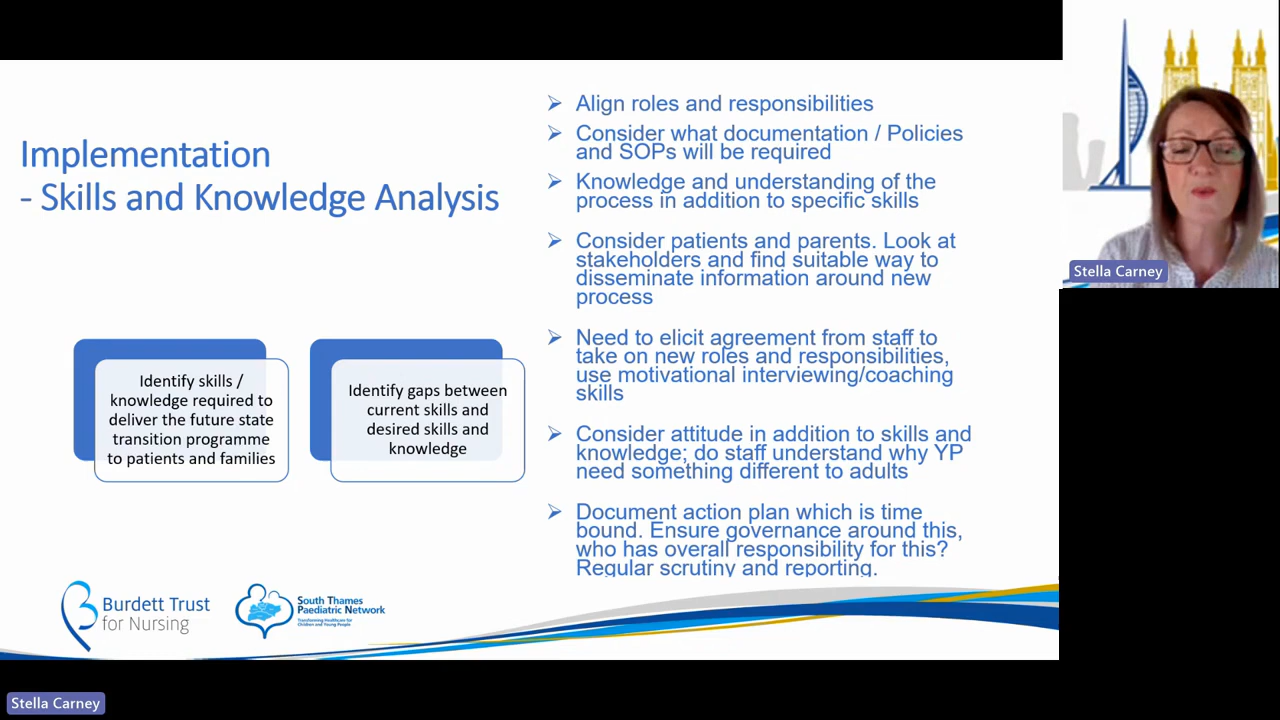 Implementation
- Skills and Knowledge Analysis
Identify skills /
knowledge required to
deliver the future state
transition programme
to patients and families
Identify gaps between
current skills and
desired skills and
knowledge
Align roles and responsibilities
Consider what documentation / Policies
and SOPs will be required
Knowledge and understanding of the
process in addition to specific skills
Consider patients and parents. Look at
stakeholders and find suitable way to
disseminate information around new
process
Need to elicit agreement from staff to
take on new roles and responsibilities,
use motivational interviewing/coaching
skills
Consider attitude in addition to skills and
knowledge; do staff understand why YP
need something different to adults
Document action plan which is time
bound. Ensure governance around this,
who has overall responsibility for this?
Regular scrutiny and reporting.
Burdett Trust
for Nursing
South Thames
Paediatric Network
Transforming Healthcare for
Children and Young People
Stella Carney
Stella Carney